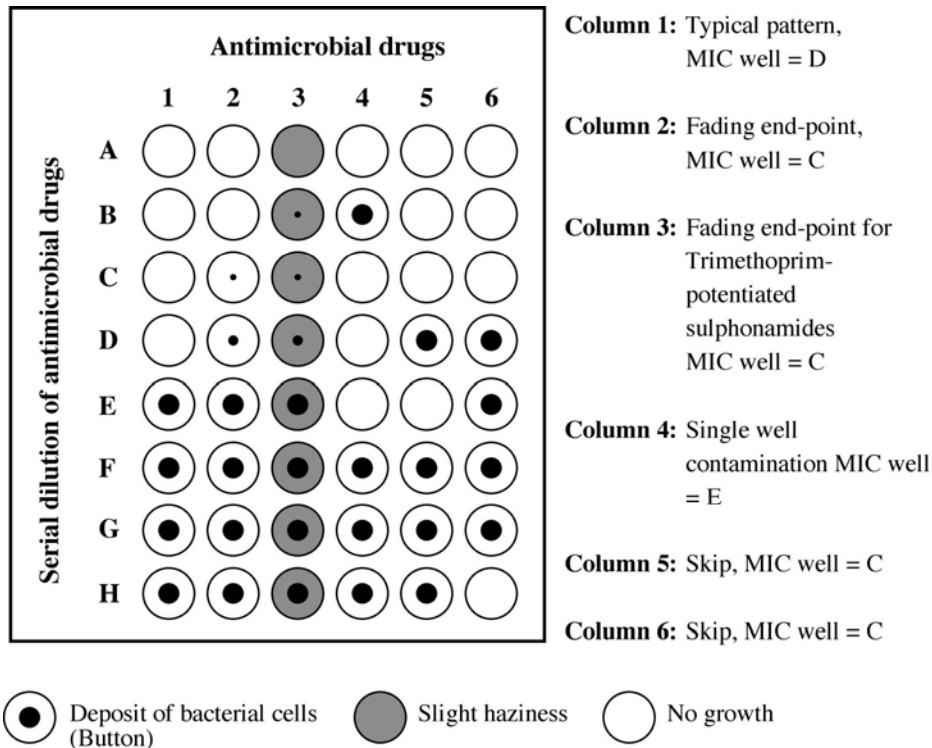 Antimicrobial drugs
1 2 3 4 5 6
Serial dilution of antimicrobial drugs
A
B
C
D
E
F
G
H
Column 1: Typical pattern,
MIC well = D
Column 2: Fading end-point,
MIC well = C
Column 3: Fading end-point for
Trimethoprim-
potentiated
sulphonamides
MIC well = C
Column 4: Single well
contamination MIC well
= E
Column 5: Skip, MIC well = C
Column 6: Skip, MIC well = C
Deposit of bacterial cells
(Button)
Slight haziness
No growth